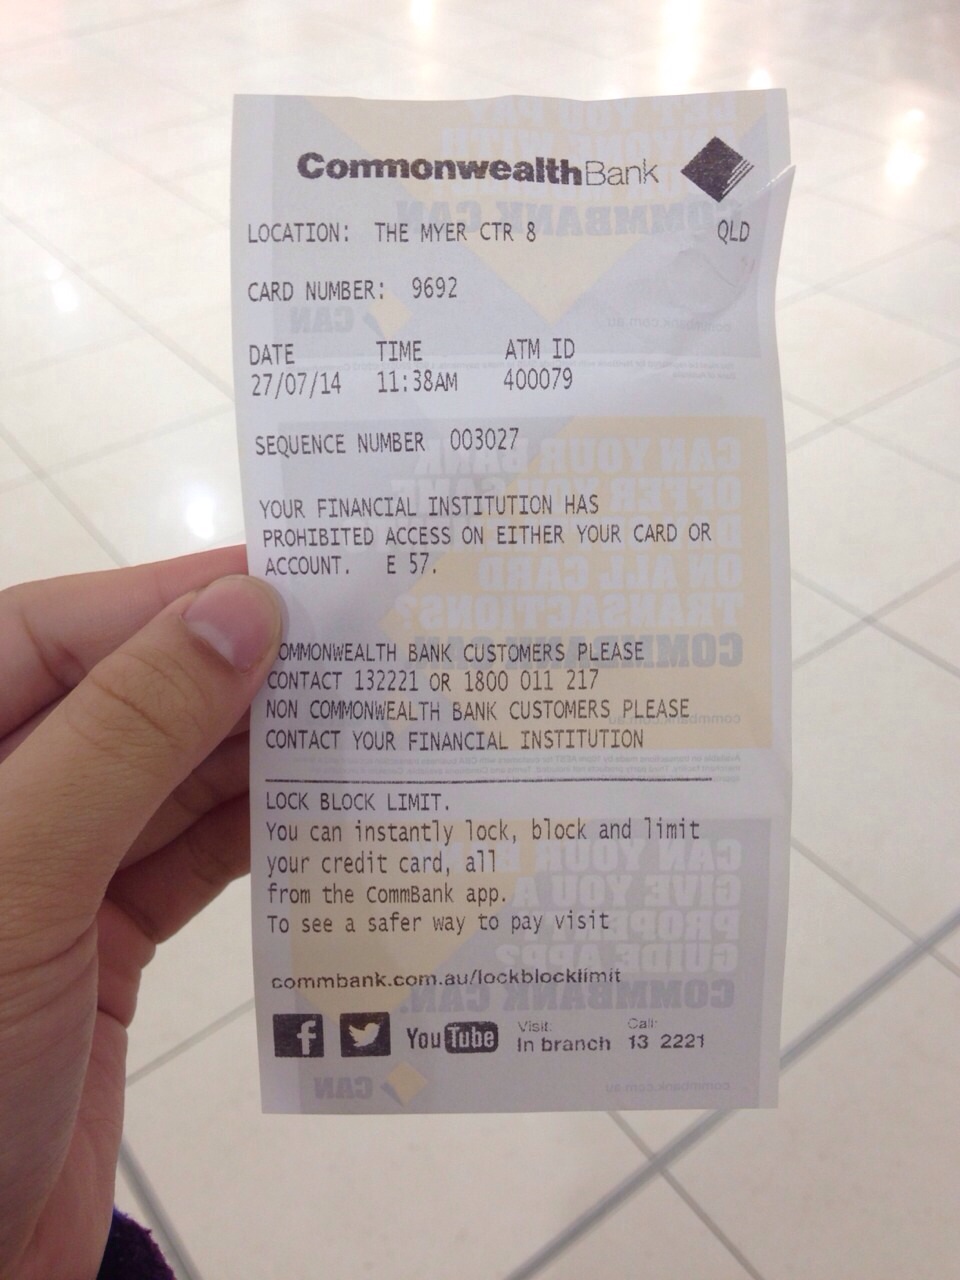 CommonwealthBank
LOCATION: THE MYER CTR 8 QLD
CARD NUMBER: 9692
DATE TIME ATM ID
27/07/14 11:38AM 400079
SEQUENCE NUMBER 003027
YOUR FINANCIAL INSTITUTION HAS
PROHIBITED ACCESS ON EITHER YOUR CARD OR
ACCOUNT. E 57.
OMMONWEALTH BANK CUSTOMERS PLEASE
CONTACT 132221 OR 1800 011 217
NON COMMONWEALTH BANK CUSTOMERS PLEASE
CONTACT YOUR FINANCIAL INSTITUTION
LOCK BLOCK LIMIT.
You can instantly lock, block and limit
your credit card, all
from the CommBank app.
To see a safer way to pay visit
commbank.com.au/lockblocklimit
f YouTube Visit: In branch Call: 13 2221